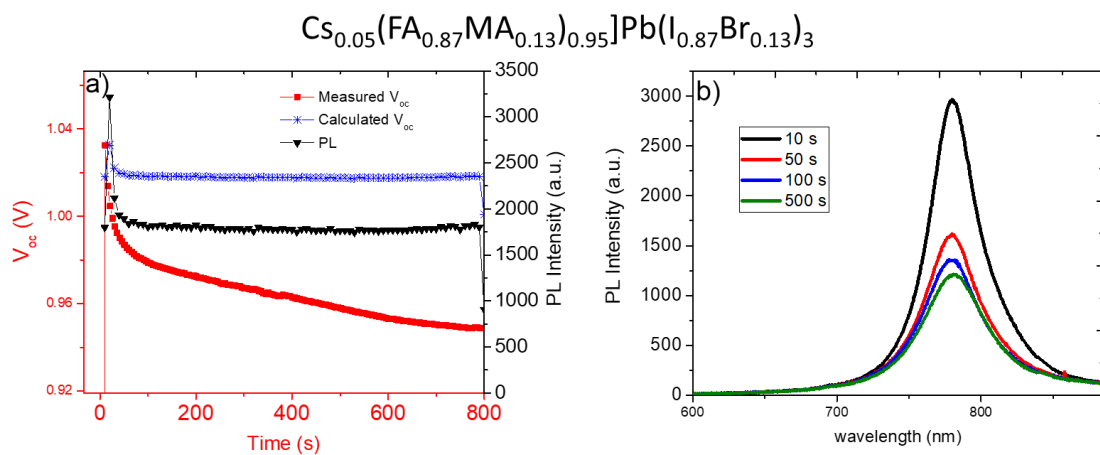 Cs0.05(FA0.87MA0.13)0.95]Pb(I0.87Br0.13)3
a)
Measured Voc
Calculated Voc
PL
1.04
1.00
0.96
0.92
Voc (V)
3500
3000
2500
2000
1500
1000
500
0
PL Intensity (a.u.)
0 200 400 600 800
Time (s)
b)
10 s
50 s
100 s
500 s
3000
2500
2000
1500
1000
500
0
PL Intensity (a.u.)
600 700 800
wavelength (nm)